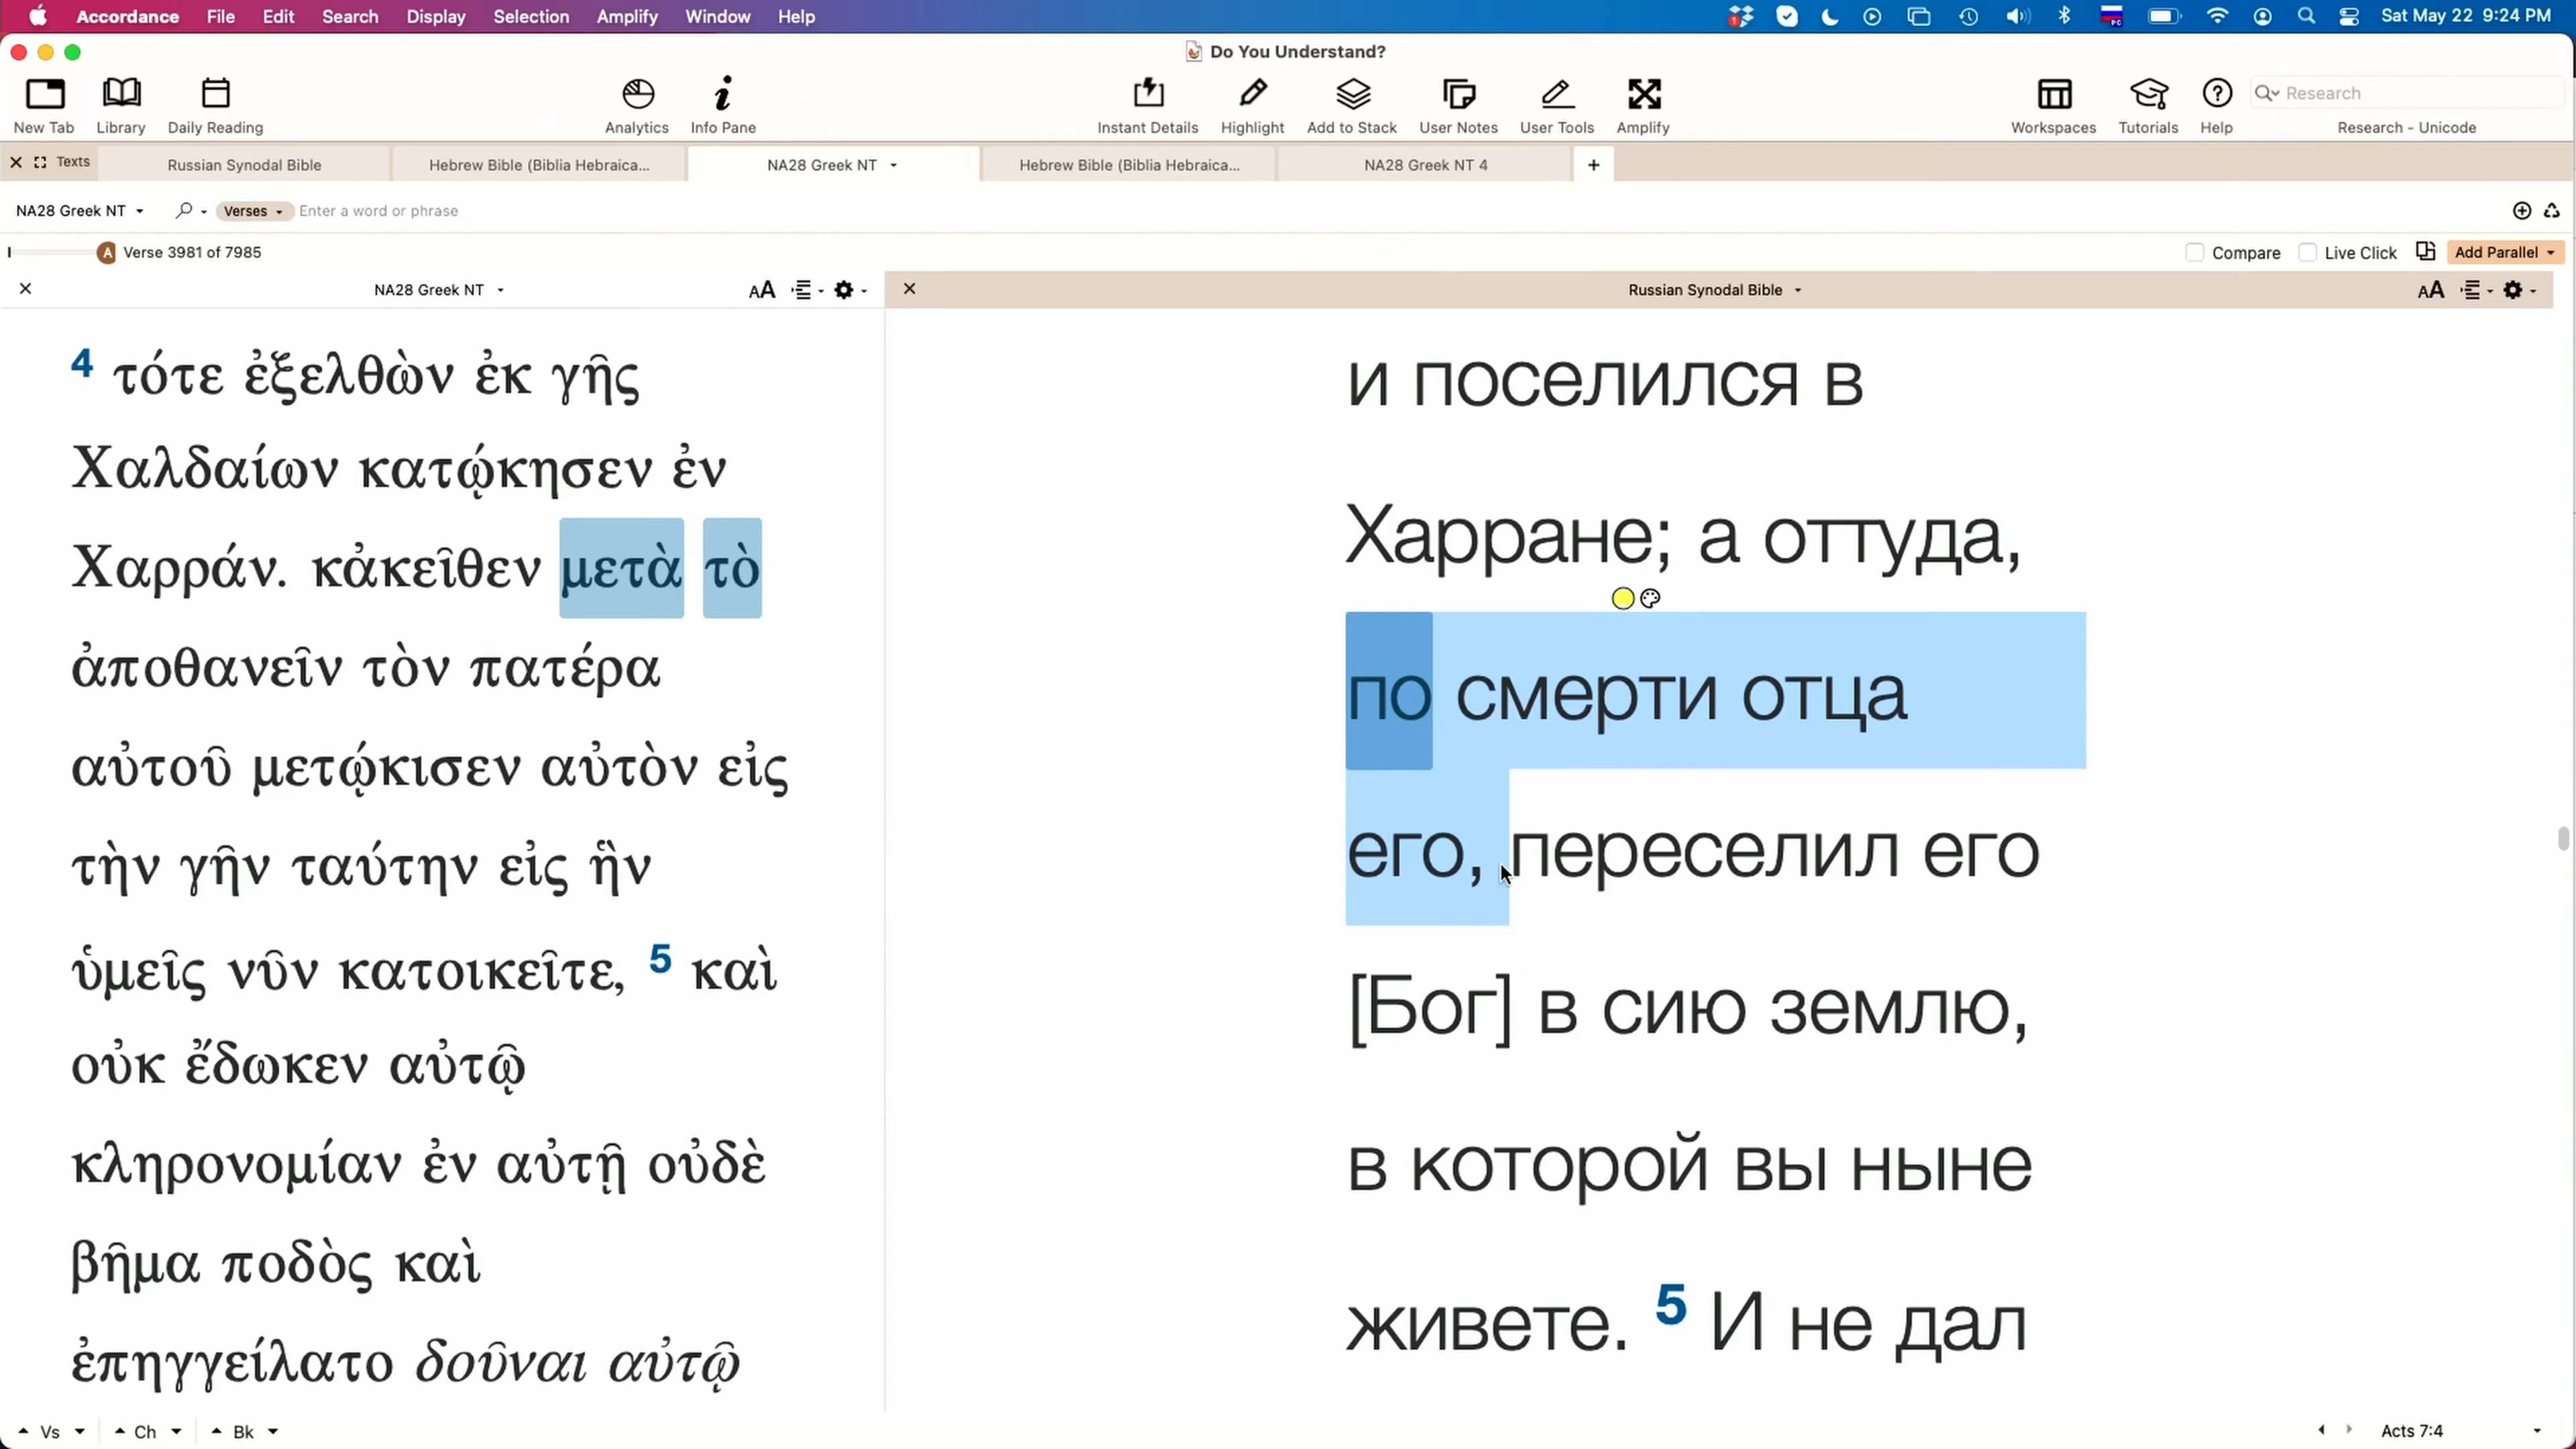 Accordance File Edit Search Display Selection Amplify Window Help 1 PC Sat May 22 9:24 PM
Do You Understand?
New Tab Library Daily Reading Analytics Info Pane Instant Details Highlight Add to Stack User Notes User Tools Amplify Workspaces Tutorials Help Research
Research - Unicode
Texts Russian Synodal Bible Hebrew Bible (Biblia Hebraica... NA28 Greek NT Hebrew Bible (Biblia Hebraica... NA28 Greek NT 4 +
NA28 Greek NT Verses Enter a word or phrase
A Verse 3981 of 7985 Compare Live Click Add Parallel
NA28 Greek NT AA
4 τότε ἐξελθὼν ἐκ γῆς
Χαλδαίων κατῴκησεν ἐν
Χαρράν. κἀκεῖθεν μετὰ τὸ
ἀποθανεῖν τὸν πατέρα
αὐτοῦ μετῴκισεν αὐτὸν εἰς
τὴν γῆν ταύτην εἰς ἣν
ὑμεῖς νῦν κατοικεῖτε, 5 καὶ
οὐκ ἔδωκεν αὐτῷ
κληρονομίαν ἐν αὐτῇ οὐδὲ
βῆμα ποδὸς καὶ
ἐπηγγείλατο δοῦναι αὐτῷ
Russian Synodal Bible AA
и поселился в
Харране; а оттуда,
по смерти отца
его, переселил его
[Бог] в сию землю,
в которой вы ныне
живете. 5 И не дал
Vs Ch Bk Acts 7:4